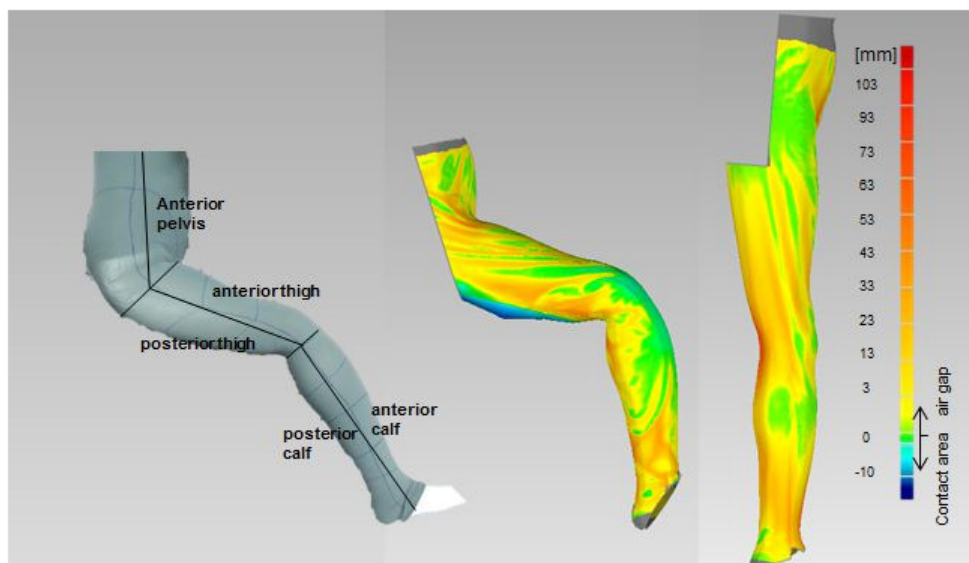 Anterior
pelvis
anteriorthigh
posteriorthigh
anterior
calf
posterior
calf
[mm]
103
93
73
63
53
43
33
23
13
3
0
-10
Contact area
air gap